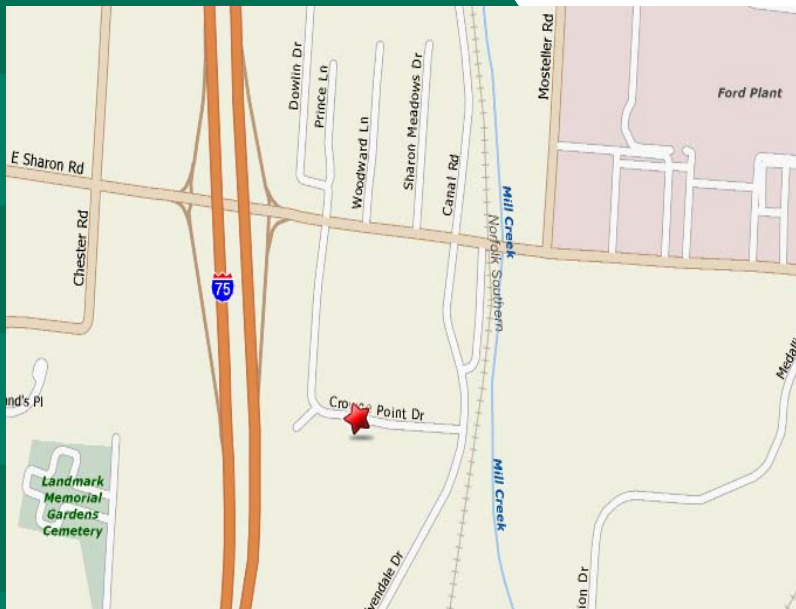 Dowlin Dr
Prince Ln
Woodward Ln
Sharon Meadows Dr
Canal Rd
Mosteller Rd
Ford Plant
E Sharon Rd
Chester Rd
Mill Creek
Norfolk Southern
75
Point Dr
Landmark
Memorial
Gardens
Cemetery
Mill Creek